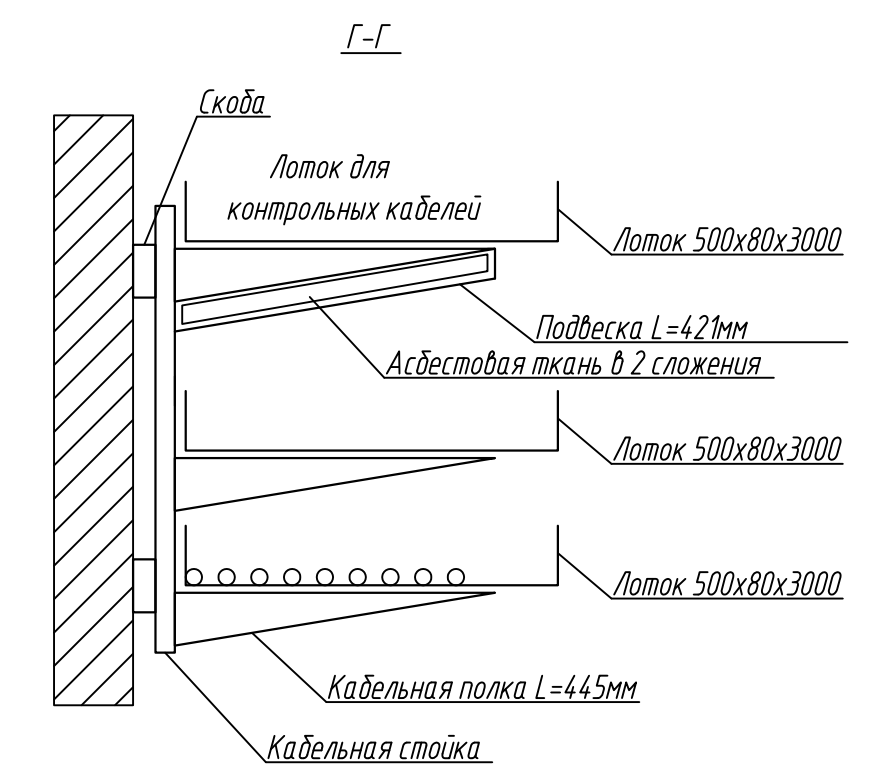 Г-Г
Скоба
Лоток для
контрольных кабелей
Лоток 500х80х3000
Подвеска L=421мм
Асбестовая ткань в 2 сложения
Лоток 500х80х3000
Лоток 500х80х3000
Кабельная полка L=445мм
Кабельная стойка